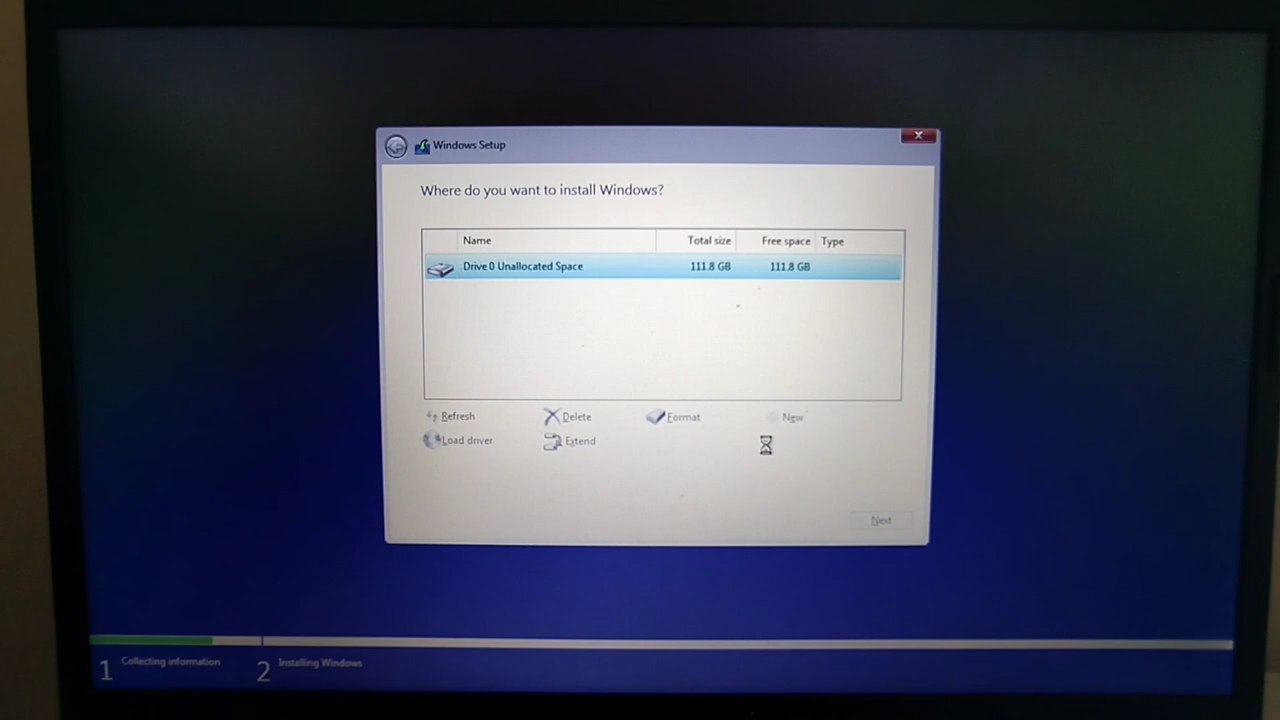 Windows Setup
Where do you want to install Windows?
Name Total size Free space Type
Drive 0 Unallocated Space 111.8 GB 111.8 GB
Refresh Delete Format New
Load driver Extend
Next
1 Collecting information 2 Installing Windows